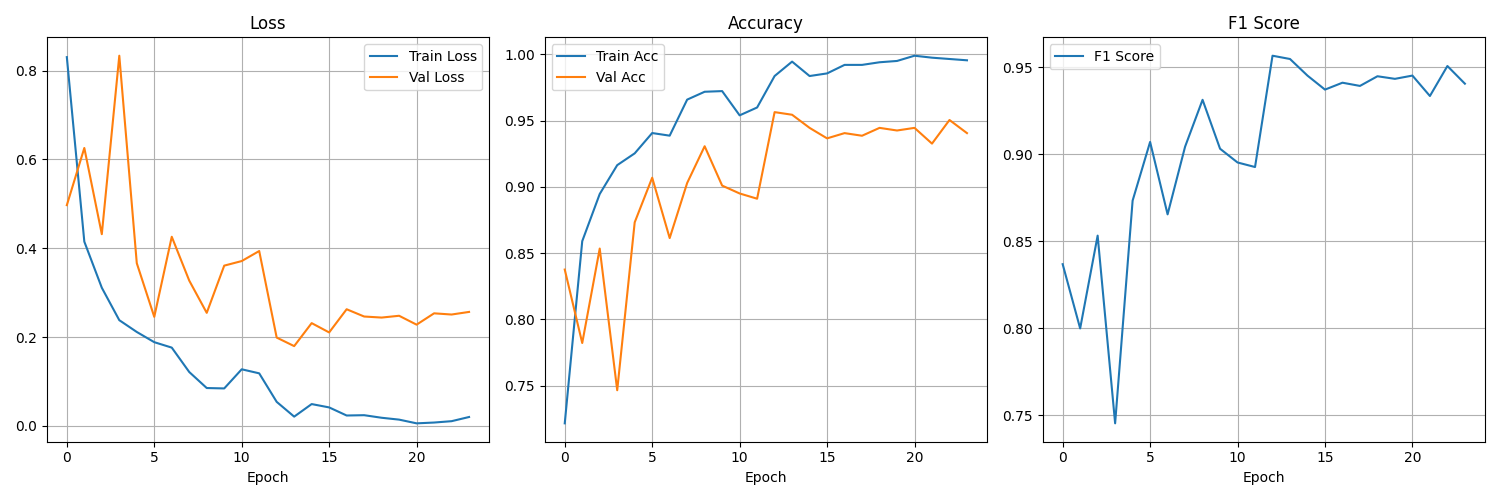 Loss
Train Loss
Val Loss
0.8
0.6
0.4
0.2
0.0
0 5 10 15 20
Epoch
Accuracy
Train Acc
Val Acc
1.00
0.95
0.90
0.85
0.80
0.75
0 5 10 15 20
Epoch
F1 Score
F1 Score
0.95
0.90
0.85
0.80
0.75
0 5 10 15 20
Epoch